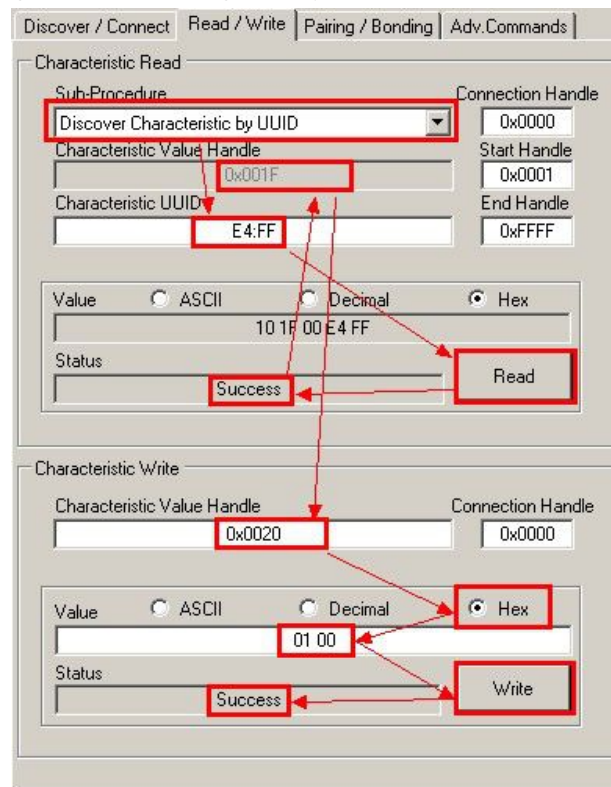 Discover / Connect Read / Write Pairing / Bonding Adv.Commands
Characteristic Read
Sub-Procedure Connection Handle
Discover Characteristic by UUID 0x0000
Characteristic Value Handle Start Handle
0x001F 0x0001
Characteristic UUID End Handle
E4:FF 0xFFFF
Value ASCII Decimal Hex
10 1F 00 E4 FF
Status
Success Read
Characteristic Write
Characteristic Value Handle Connection Handle
0x0020 0x0000
Value ASCII Decimal Hex
01 00
Status
Success Write